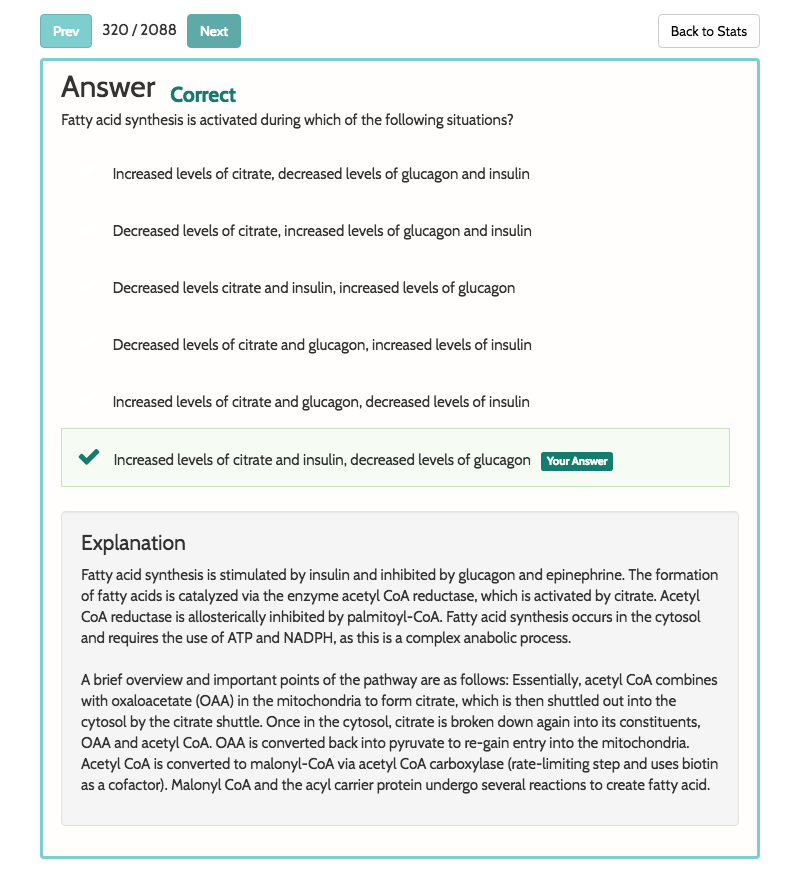 Prev 320 / 2088 Next Back to Stats
Answer Correct
Fatty acid synthesis is activated during which of the following situations?
Increased levels of citrate, decreased levels of glucagon and insulin
Decreased levels of citrate, increased levels of glucagon and insulin
Decreased levels citrate and insulin, increased levels of glucagon
Decreased levels of citrate and glucagon, increased levels of insulin
Increased levels of citrate and glucagon, decreased levels of insulin
Increased levels of citrate and insulin, decreased levels of glucagon Your Answer
Explanation
Fatty acid synthesis is stimulated by insulin and inhibited by glucagon and epinephrine. The formation
of fatty acids is catalyzed via the enzyme acetyl CoA reductase, which is activated by citrate. Acetyl
CoA reductase is allosterically inhibited by palmitoyl-CoA. Fatty acid synthesis occurs in the cytosol
and requires the use of ATP and NADPH, as this is a complex anabolic process.
A brief overview and important points of the pathway are as follows: Essentially, acetyl CoA combines
with oxaloacetate (OAA) in the mitochondria to form citrate, which is then shuttled out into the
cytosol by the citrate shuttle. Once in the cytosol, citrate is broken down again into its constituents,
OAA and acetyl CoA. OAA is converted back into pyruvate to re-gain entry into the mitochondria.
Acetyl CoA is converted to malonyl-CoA via acetyl CoA carboxylase (rate-limiting step and uses biotin
as a cofactor). Malonyl CoA and the acyl carrier protein undergo several reactions to create fatty acid.